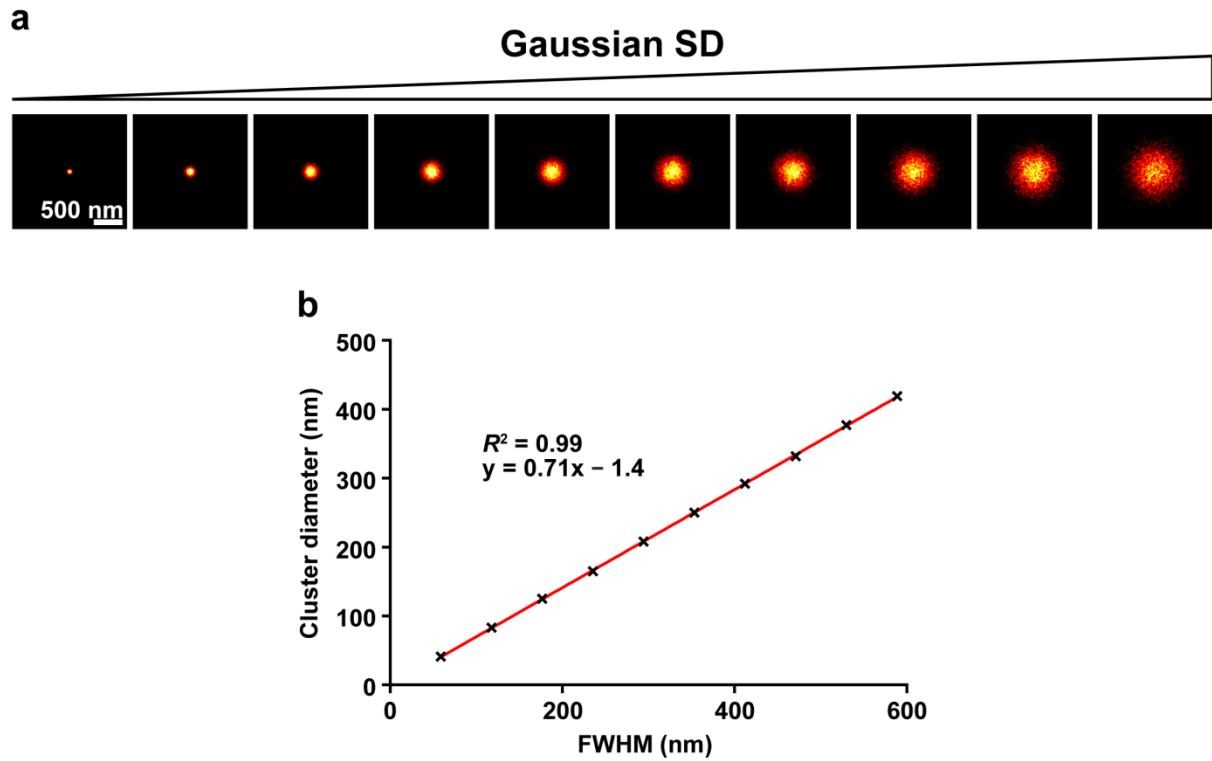 a
Gaussian SD
500 nm
b
500
400
300
200
100
0
Cluster diameter (nm)
R² = 0.99
y = 0.71x − 1.4
0 200 400 600
FWHM (nm)